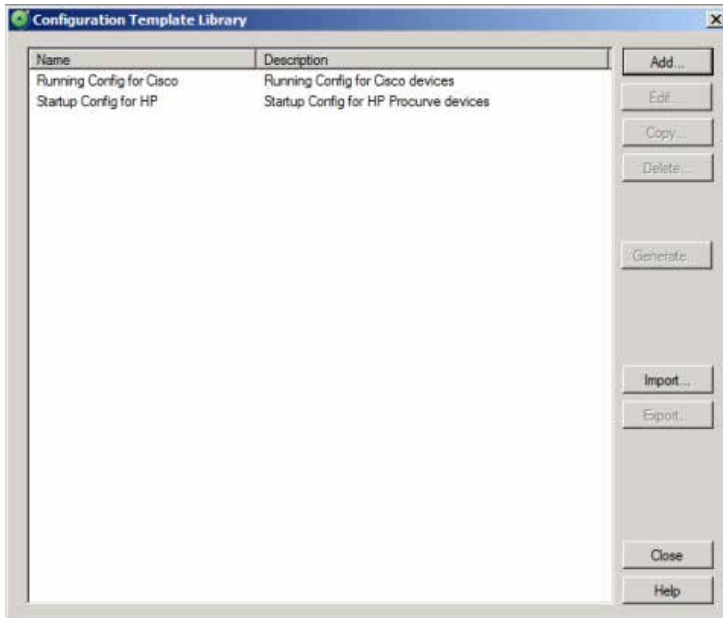 Configuration Template Library
Name Description
Running Config for Cisco Running Config for Cisco devices
Startup Config for HP Startup Config for HP Procurve devices
Add...
Edit...
Copy...
Delete...
Generate...
Import...
Export...
Close
Help